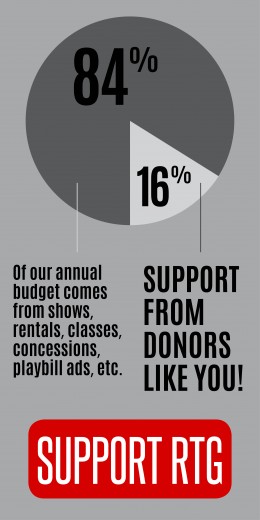 84%
16%
Of our annual
budget comes
from shows,
rentals, classes,
concessions,
playbill ads, etc.
SUPPORT
FROM
DONORS
LIKE YOU!
SUPPORT RTG